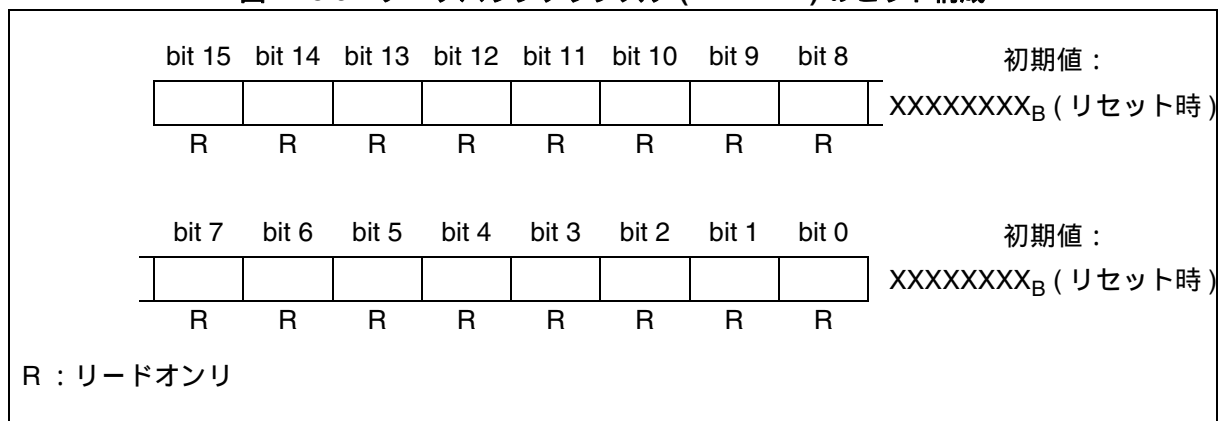 bit 15 bit 14 bit 13 bit 12 bit 11 bit 10 bit 9 bit 8 初期値：
XXXXXXXXB ( リセット時 )
R R R R R R R R
bit 7 bit 6 bit 5 bit 4 bit 3 bit 2 bit 1 bit 0 初期値：
XXXXXXXXB ( リセット時 )
R R R R R R R R
R ：リードオンリ